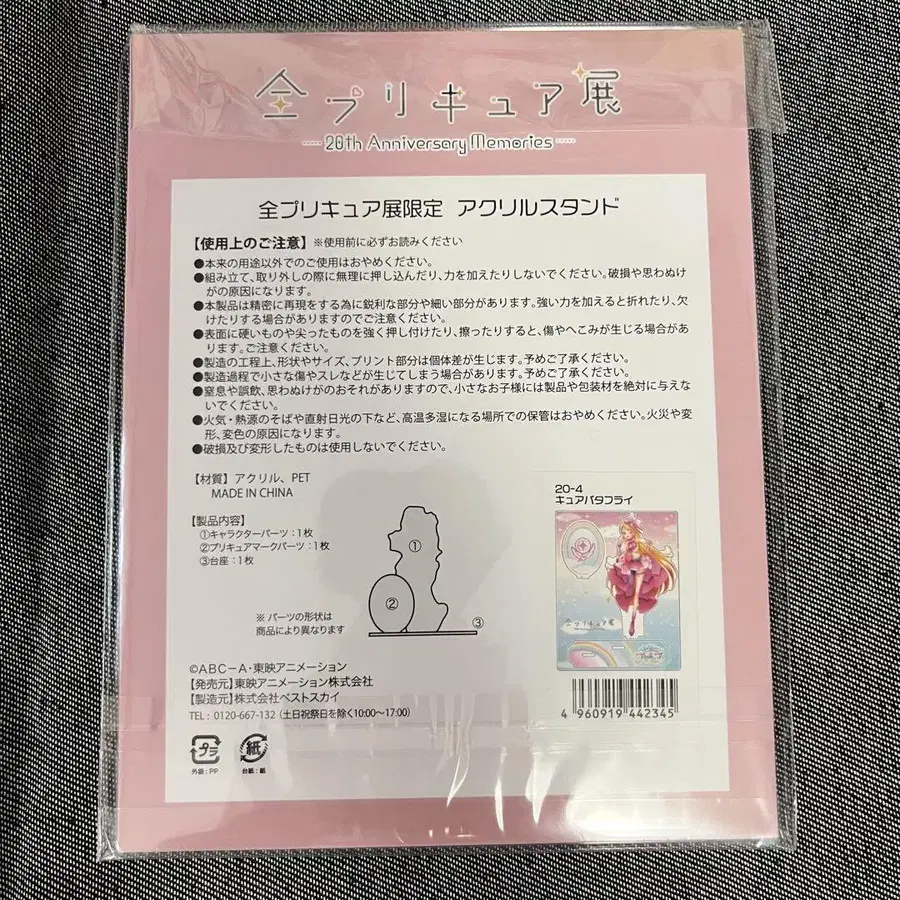 全プリキュア展
20th Anniversary Memories
全プリキュア展限定 アクリルスタンド
【使用上のご注意】※使用前に必ずお読みください
●本来の用途以外でのご使用はおやめください。
●組み立て、取り外しの際に無理に押し込んだり、力を加えたりしないでください。破損や思わぬけ
がの原因になります。
●本製品は精密に再現をする為に鋭利な部分や細い部分があります。強い力を加えると折れたり、欠
けたりする場合がありますのでご注意ください。
●表面に硬いものや尖ったものを強く押し付けたり、擦ったりすると、傷やへこみが生じる場合があ
ります。ご注意ください。
●製造の工程上、形状やサイズ、プリント部分は個体差が生じます。予めご了承ください。
●製造過程で小さな傷やスレなどが生じてしまう場合があります。予めご了承ください。
●窒息や誤飲、思わぬけがのおそれがありますので、小さなお子様には製品や包装材を絶対に与えな
いでください。
●火気・熱源のそばや直射日光の下など、高温多湿になる場所での保管はおやめください。火災や変
形、変色の原因になります。
●破損及び変形したものは使用しないでください。
【材質】アクリル、PET
MADE IN CHINA
【製品内容】
①キャラクターパーツ：1枚
②プリキュアマークパーツ：1枚
③台座：1枚
①
②
③
※ パーツの形状は
商品により異なります
20-4
キュアバタフライ
全プリキュア展
4 960919 442345
©ABC－A・東映アニメーション
【発売元】東映アニメーション株式会社
【製造元】株式会社ベストスカイ
TEL：0120-667-132（土日祝祭日を除く10:00～17:00）
プラ
外袋：PP
紙
台紙：紙